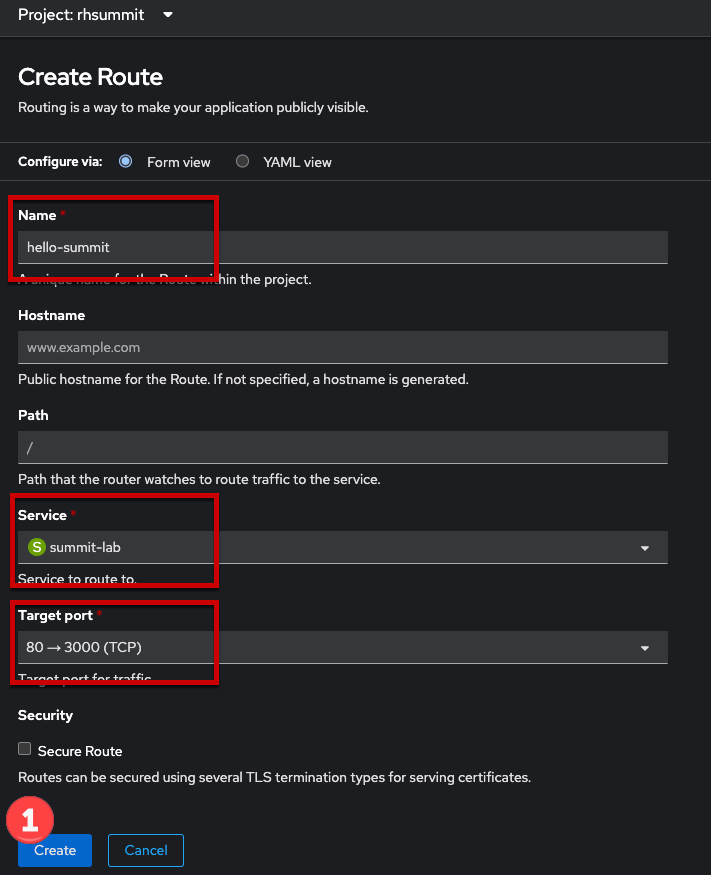 Project: rhsummit
Create Route
Routing is a way to make your application publicly visible.
Configure via: Form view YAML view
Name *
hello-summit
A unique name for the Route within the project.
Hostname
www.example.com
Public hostname for the Route. If not specified, a hostname is generated.
Path
/
Path that the router watches to route traffic to the service.
Service *
S summit-lab
Service to route to.
Target port *
80 → 3000 (TCP)
Target port for traffic.
Security
Secure Route
Routes can be secured using several TLS termination types for serving certificates.
1
Create Cancel